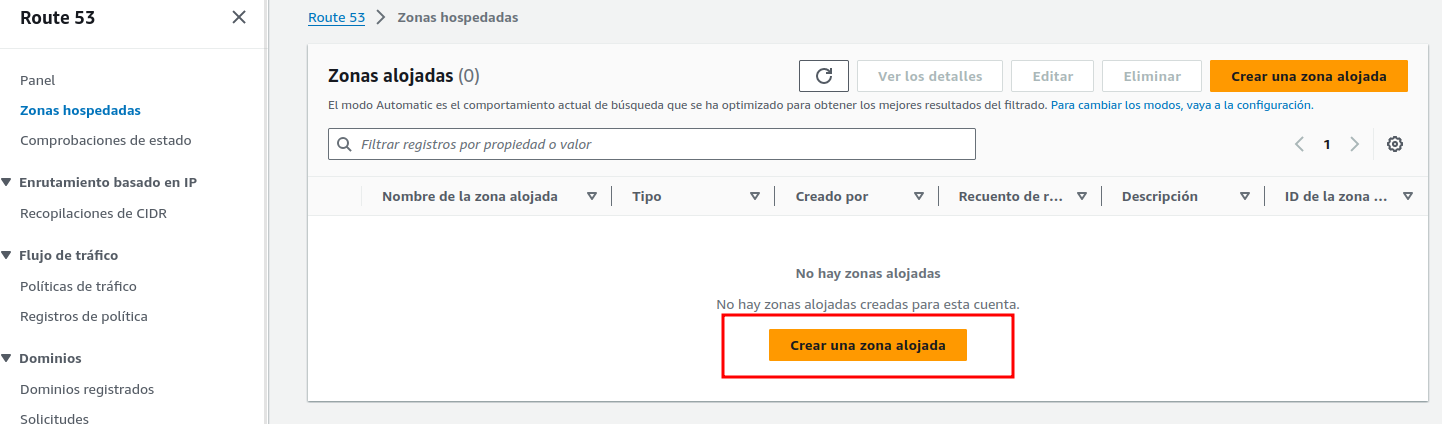 Route 53
Panel
Zonas hospedadas
Comprobaciones de estado
Enrutamiento basado en IP
Recopilaciones de CIDR
Flujo de tráfico
Políticas de tráfico
Registros de política
Dominios
Dominios registrados
Solicitudes
Route 53 Zonas hospedadas
Zonas alojadas (0) Ver los detalles Editar Eliminar Crear una zona alojada
El modo Automatic es el comportamiento actual de búsqueda que se ha optimizado para obtener los mejores resultados del filtrado. Para cambiar los modos, vaya a la configuración.
Filtrar registros por propiedad o valor 1
Nombre de la zona alojada Tipo Creado por Recuento de r... Descripción ID de la zona ...
No hay zonas alojadas
No hay zonas alojadas creadas para esta cuenta.
Crear una zona alojada